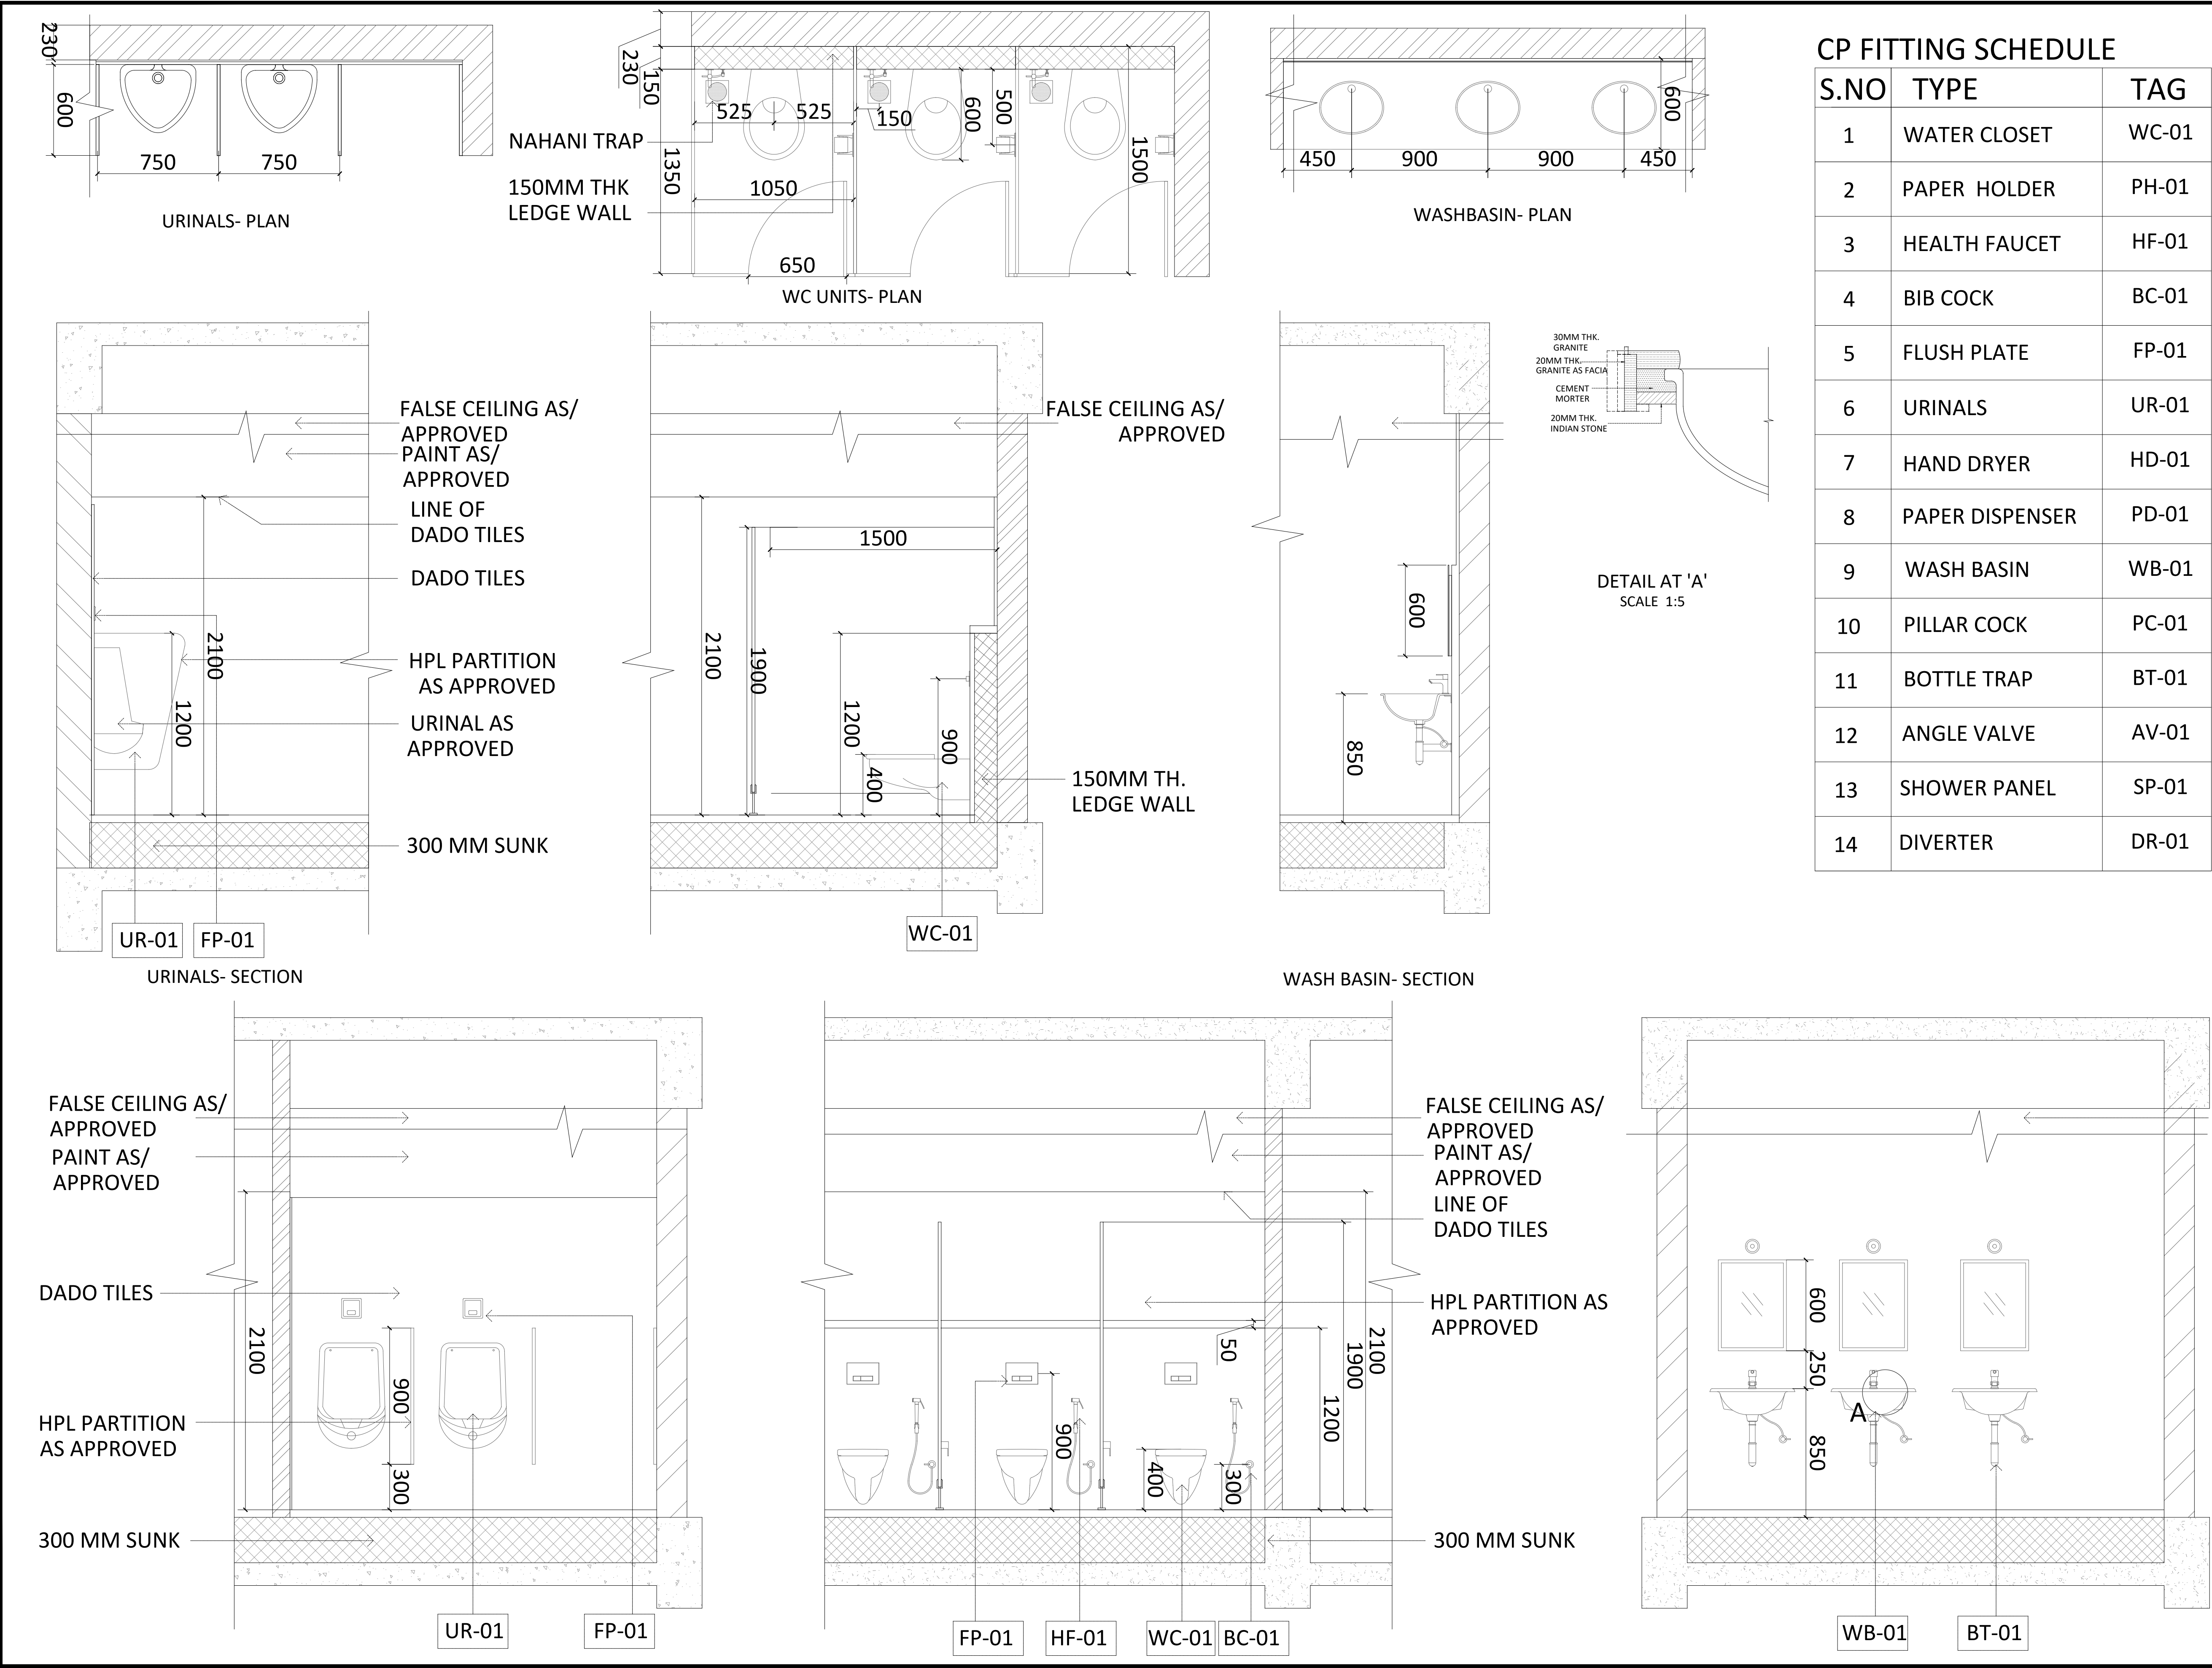 230
600
750
750
URINALS- PLAN
230
150
NAHANI TRAP
150MM THK
LEDGE WALL
525
525
150
600
500
1350
1500
1050
650
WC UNITS- PLAN
600
450
900
900
450
WASHBASIN- PLAN
CP FITTING SCHEDULE
S.NO TYPE TAG
1 WATER CLOSET WC-01
2 PAPER HOLDER PH-01
3 HEALTH FAUCET HF-01
4 BIB COCK BC-01
5 FLUSH PLATE FP-01
6 URINALS UR-01
7 HAND DRYER HD-01
8 PAPER DISPENSER PD-01
9 WASH BASIN WB-01
10 PILLAR COCK PC-01
11 BOTTLE TRAP BT-01
12 ANGLE VALVE AV-01
13 SHOWER PANEL SP-01
14 DIVERTER DR-01
FALSE CEILING AS/
APPROVED
PAINT AS/
APPROVED
LINE OF
DADO TILES
DADO TILES
HPL PARTITION
AS APPROVED
URINAL AS
APPROVED
300 MM SUNK
2100
1200
UR-01
FP-01
URINALS- SECTION
FALSE CEILING AS/
APPROVED
1500
2100
1900
1200
900
400
150MM TH.
LEDGE WALL
WC-01
600
850
WASH BASIN- SECTION
30MM THK.
GRANITE
20MM THK.
GRANITE AS FACIA
CEMENT
MORTER
20MM THK.
INDIAN STONE
DETAIL AT 'A'
SCALE 1:5
FALSE CEILING AS/
APPROVED
PAINT AS/
APPROVED
DADO TILES
HPL PARTITION
AS APPROVED
300 MM SUNK
2100
900
300
UR-01
FP-01
FALSE CEILING AS/
APPROVED
PAINT AS/
APPROVED
LINE OF
DADO TILES
HPL PARTITION AS
APPROVED
300 MM SUNK
50
2100
1900
1200
900
400
300
FP-01
HF-01
WC-01
BC-01
600
250
850
A
WB-01
BT-01